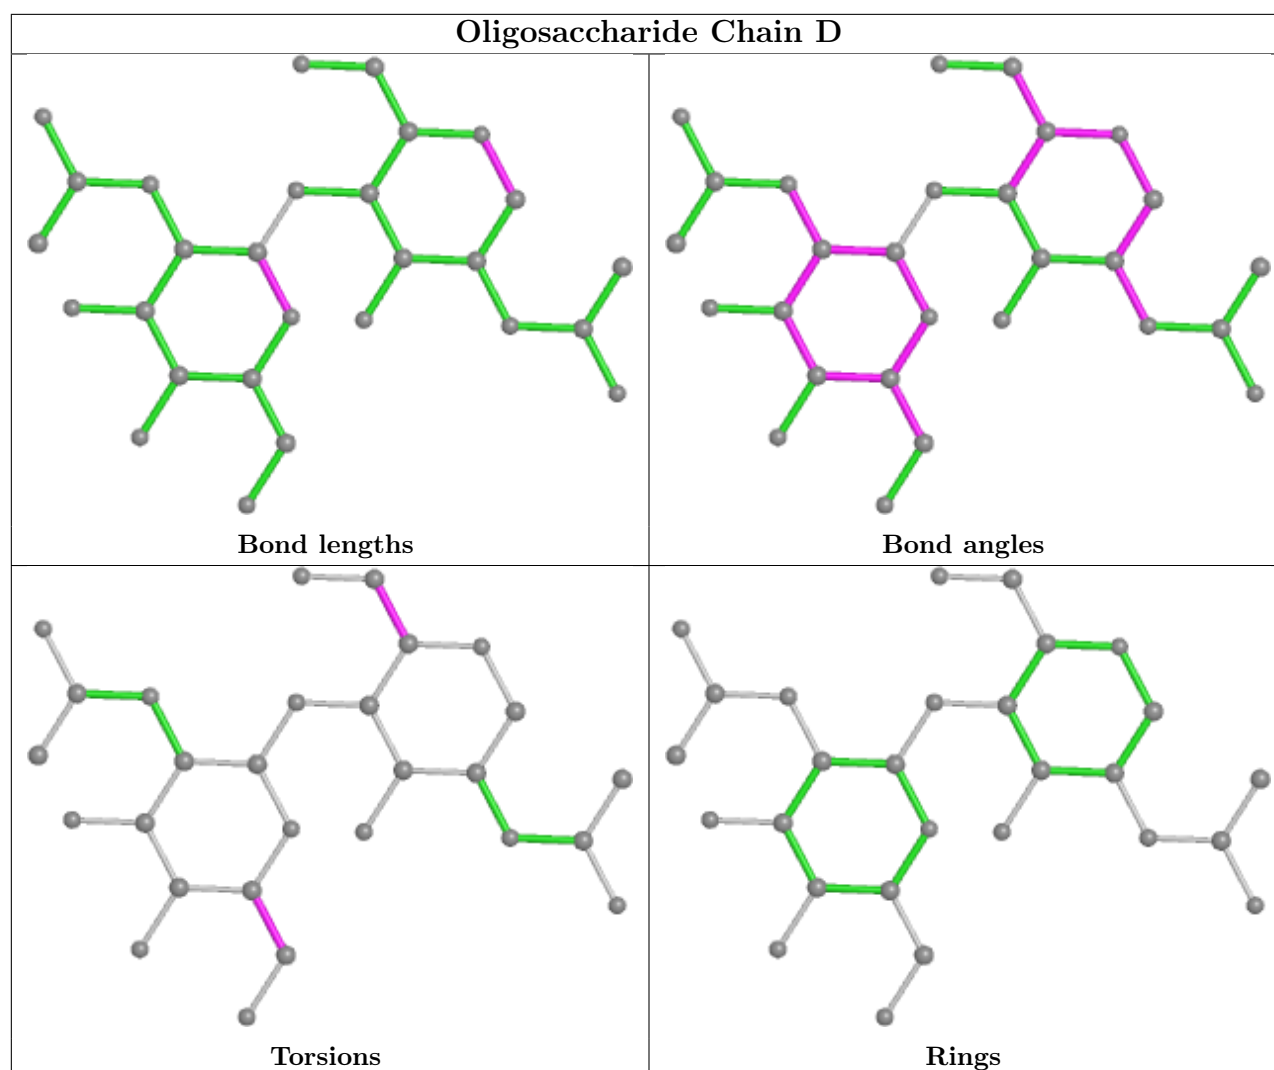 Oligosaccharide Chain D
Bond lengths
Bond angles
Torsions
Rings